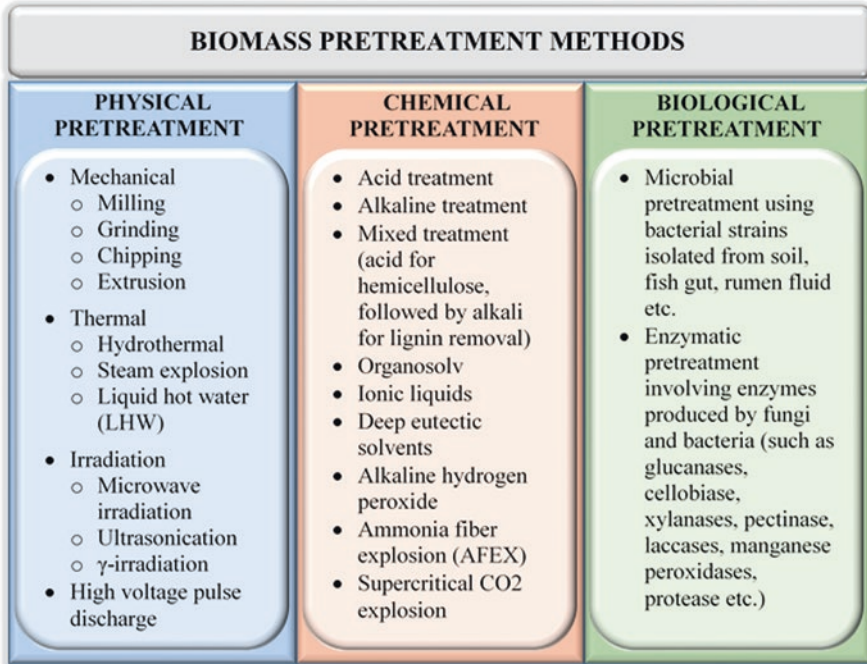 BIOMASS PRETREATMENT METHODS
PHYSICAL
PRETREATMENT
• Mechanical
o Milling
o Grinding
o Chipping
o Extrusion
• Thermal
o Hydrothermal
o Steam explosion
o Liquid hot water
(LHW)
• Irradiation
o Microwave
irradiation
o Ultrasonication
o γ-irradiation
• High voltage pulse
discharge
CHEMICAL
PRETREATMENT
• Acid treatment
• Alkaline treatment
• Mixed treatment
(acid for
hemicellulose,
followed by alkali
for lignin removal)
• Organosolv
• Ionic liquids
• Deep eutectic
solvents
• Alkaline hydrogen
peroxide
• Ammonia fiber
explosion (AFEX)
• Supercritical CO2
explosion
BIOLOGICAL
PRETREATMENT
• Microbial
pretreatment using
bacterial strains
isolated from soil,
fish gut, rumen fluid
etc.
• Enzymatic
pretreatment
involving enzymes
produced by fungi
and bacteria (such as
glucanases,
cellobiase,
xylanases, pectinase,
laccases, manganese
peroxidases,
protease etc.)